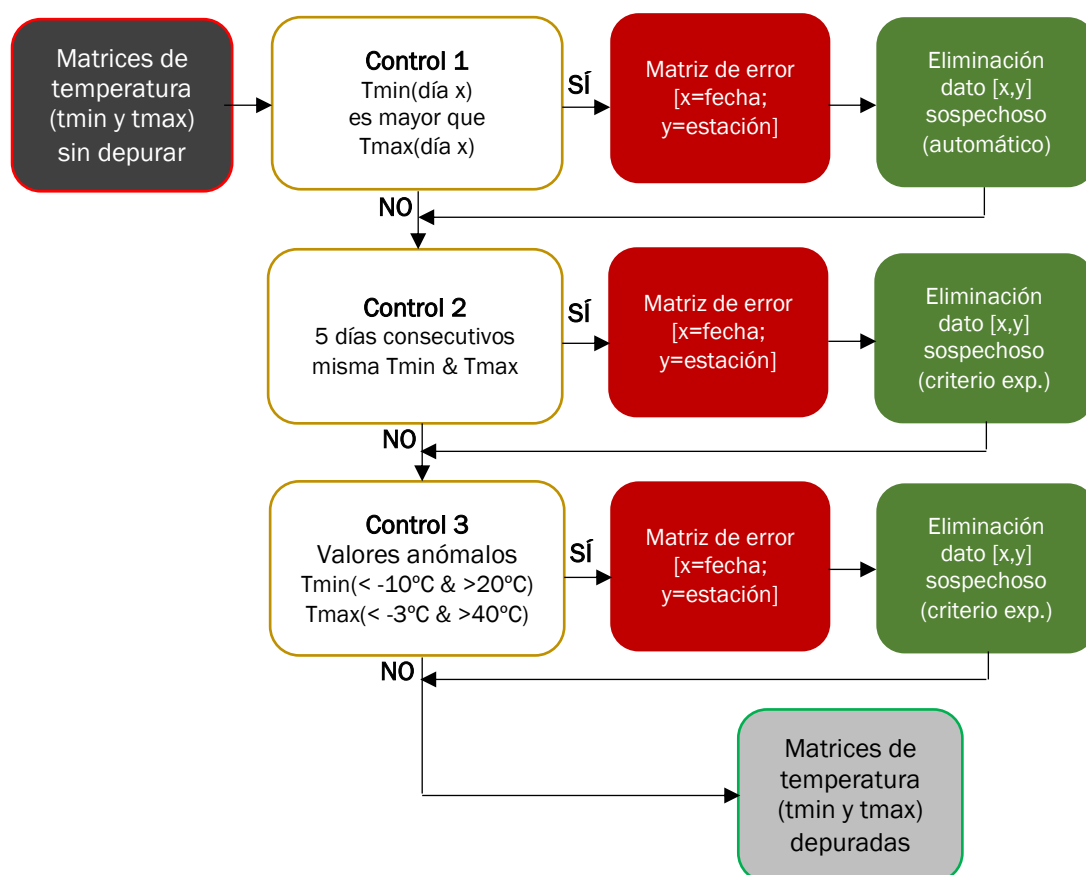 Matrices de
temperatura
(tmin y tmax)
sin depurar
Control 1
Tmin(día x)
es mayor que
Tmax(día x)
SÍ
Matriz de error
[x=fecha;
y=estación]
Eliminación
dato [x,y]
sospechoso
(automático)
NO
Control 2
5 días consecutivos
misma Tmin & Tmax
SÍ
Matriz de error
[x=fecha;
y=estación]
Eliminación
dato [x,y]
sospechoso
(criterio exp.)
NO
Control 3
Valores anómalos
Tmin(< -10ºC & >20ºC)
Tmax(< -3ºC & >40ºC)
SÍ
Matriz de error
[x=fecha;
y=estación]
Eliminación
dato [x,y]
sospechoso
(criterio exp.)
NO
Matrices de
temperatura
(tmin y tmax)
depuradas